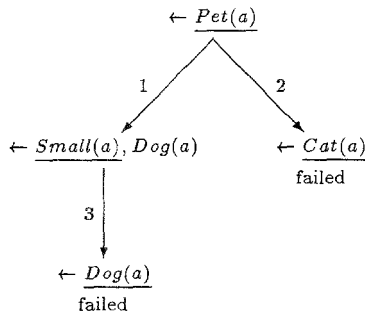 ← Pet(a)
1
2
← Small(a), Dog(a)
← Cat(a)
failed
3
← Dog(a)
failed